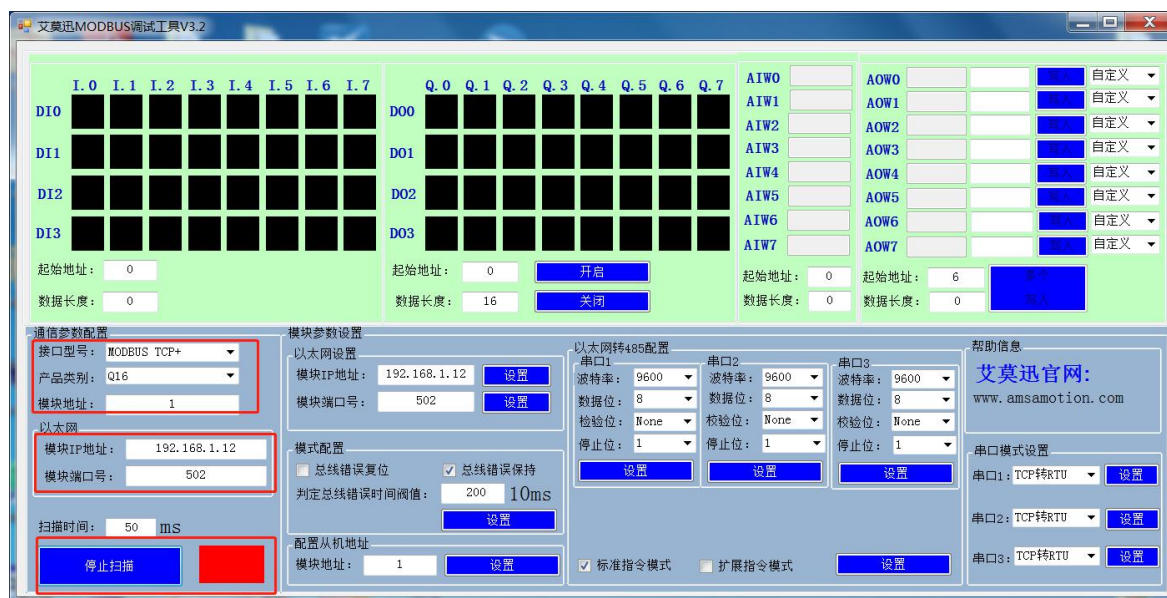 艾莫迅MODBUS调试工具V3.2
I.0 I.1 I.2 I.3 I.4 I.5 I.6 I.7
DI0
DI1
DI2
DI3
起始地址： 0
数据长度： 0
Q.0 Q.1 Q.2 Q.3 Q.4 Q.5 Q.6 Q.7
DO0
DO1
DO2
DO3
起始地址： 0 开启
数据长度： 16 关闭
AIW0
AIW1
AIW2
AIW3
AIW4
AIW5
AIW6
AIW7
起始地址： 0
数据长度： 0
AOW0 写入 自定义
AOW1 写入 自定义
AOW2 写入 自定义
AOW3 写入 自定义
AOW4 写入 自定义
AOW5 写入 自定义
AOW6 写入 自定义
AOW7 写入 自定义
起始地址： 6
数据长度： 0
写入
通信参数配置
接口型号： MODBUS TCP+
产品类别： Q16
模块地址： 1
以太网
模块IP地址： 192.168.1.12
模块端口号： 502
扫描时间： 50 ms
停止扫描
模块参数设置
以太网设置
模块IP地址： 192.168.1.12 设置
模块端口号： 502 设置
模式配置
总线错误复位 总线错误保持
判定总线错误时间阀值： 200 10ms
设置
配置从机地址
模块地址： 1 设置
以太网转485配置
串口1
波特率： 9600
数据位： 8
检验位： None
停止位： 1
设置
串口2
波特率： 9600
数据位： 8
校验位： None
停止位： 1
设置
串口3
波特率： 9600
数据位： 8
校验位： None
停止位： 1
设置
标准指令模式 扩展指令模式 设置
帮助信息
艾莫迅官网:
www.amsamotion.com
串口模式设置
串口1: TCP转RTU 设置
串口2: TCP转RTU 设置
串口3: TCP转RTU 设置